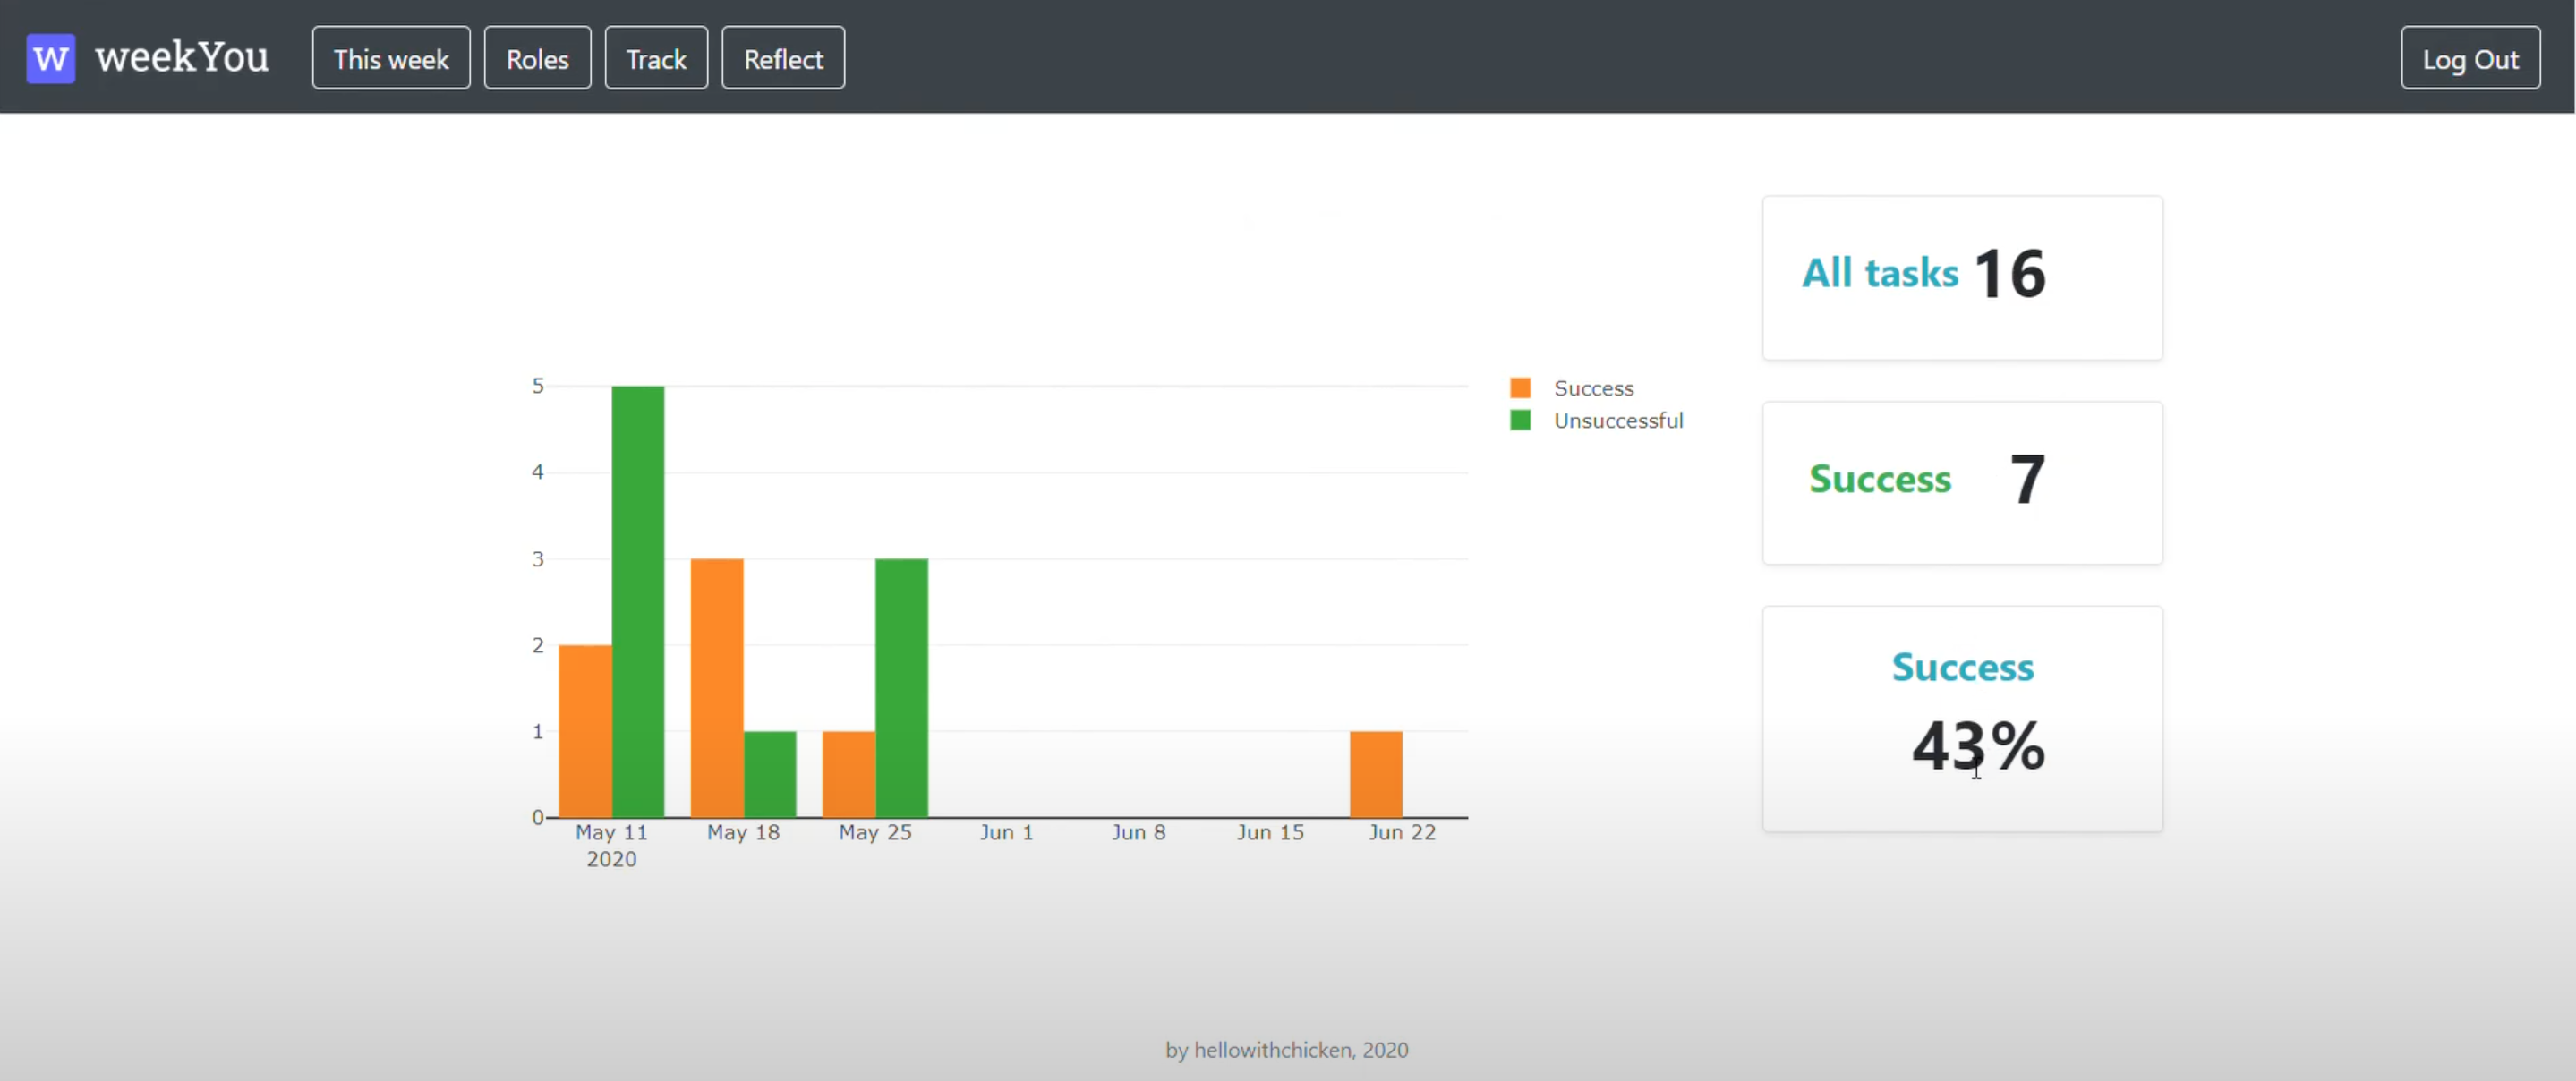 W weekYou This week Roles Track Reflect Log Out
5
4
3
2
1
0
May 11 May 18 May 25 Jun 1 Jun 8 Jun 15 Jun 22
2020
Success
Unsuccessful
All tasks 16
Success 7
Success
43%
by hellowithchicken, 2020